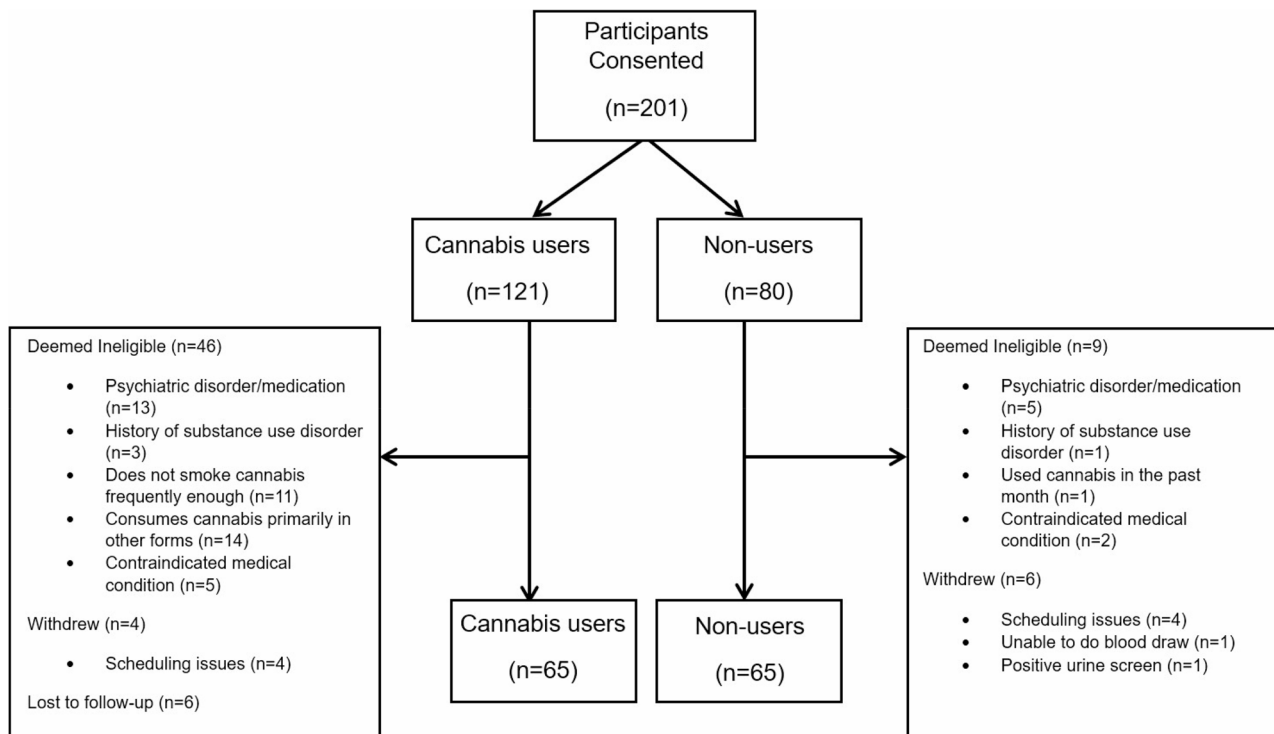 Participants
Consented
(n=201)
Cannabis users
(n=121)
Non-users
(n=80)
Deemed Ineligible (n=46)
• Psychiatric disorder/medication
(n=13)
• History of substance use disorder
(n=3)
• Does not smoke cannabis
frequently enough (n=11)
• Consumes cannabis primarily in
other forms (n=14)
• Contraindicated medical
condition (n=5)
Withdrew (n=4)
• Scheduling issues (n=4)
Lost to follow-up (n=6)
Deemed Ineligible (n=9)
• Psychiatric disorder/medication
(n=5)
• History of substance use
disorder (n=1)
• Used cannabis in the past
month (n=1)
• Contraindicated medical
condition (n=2)
Withdrew (n=6)
• Scheduling issues (n=4)
• Unable to do blood draw (n=1)
• Positive urine screen (n=1)
Cannabis users
(n=65)
Non-users
(n=65)